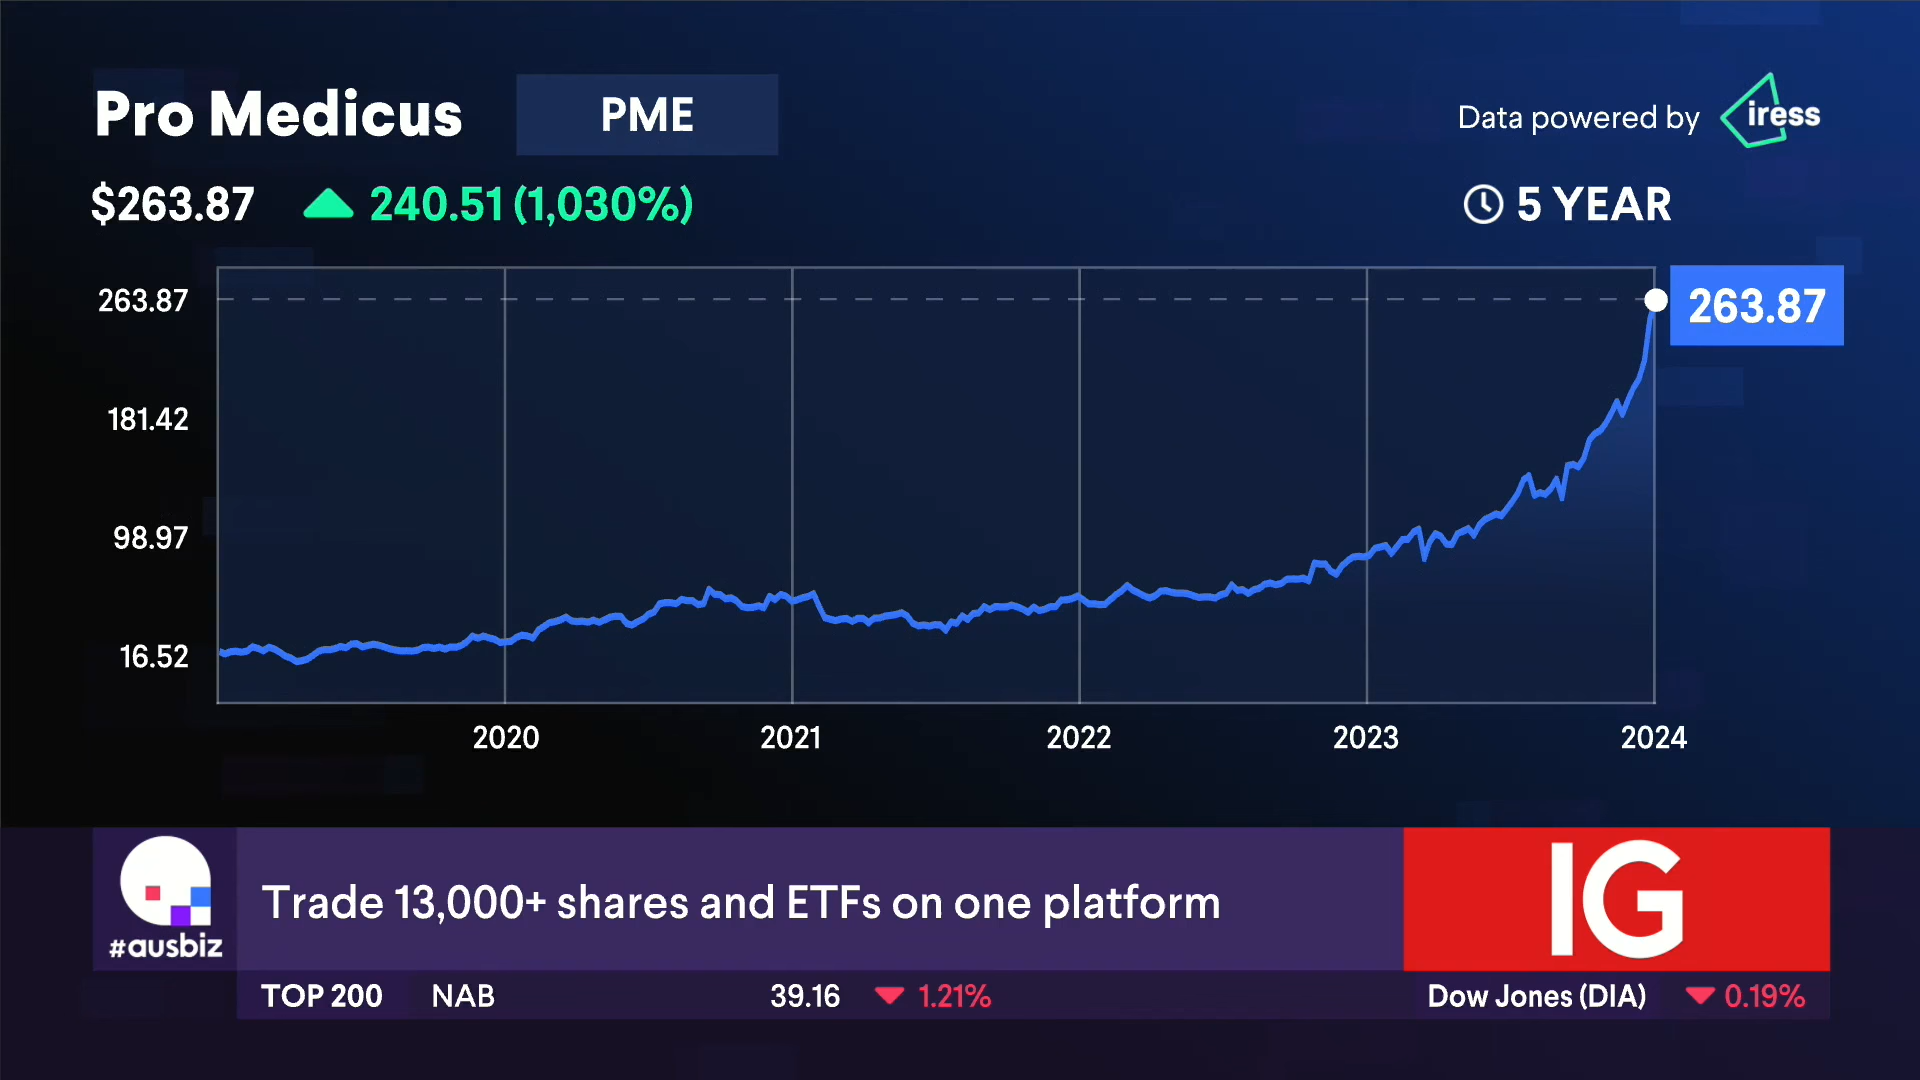 Pro Medicus PME
Data powered by iress
$263.87 240.51 (1,030%)
5 YEAR
263.87
263.87
181.42
98.97
16.52
2020 2021 2022 2023 2024
Trade 13,000+ shares and ETFs on one platform
IG
#ausbiz
TOP 200 NAB 39.16 1.21% Dow Jones (DIA) 0.19%